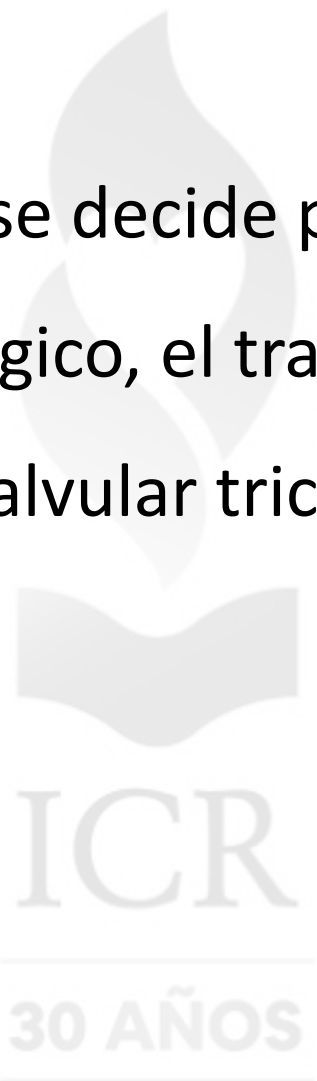 se decide p
gico, el tra
alvular tric
ICR
30 AÑOS